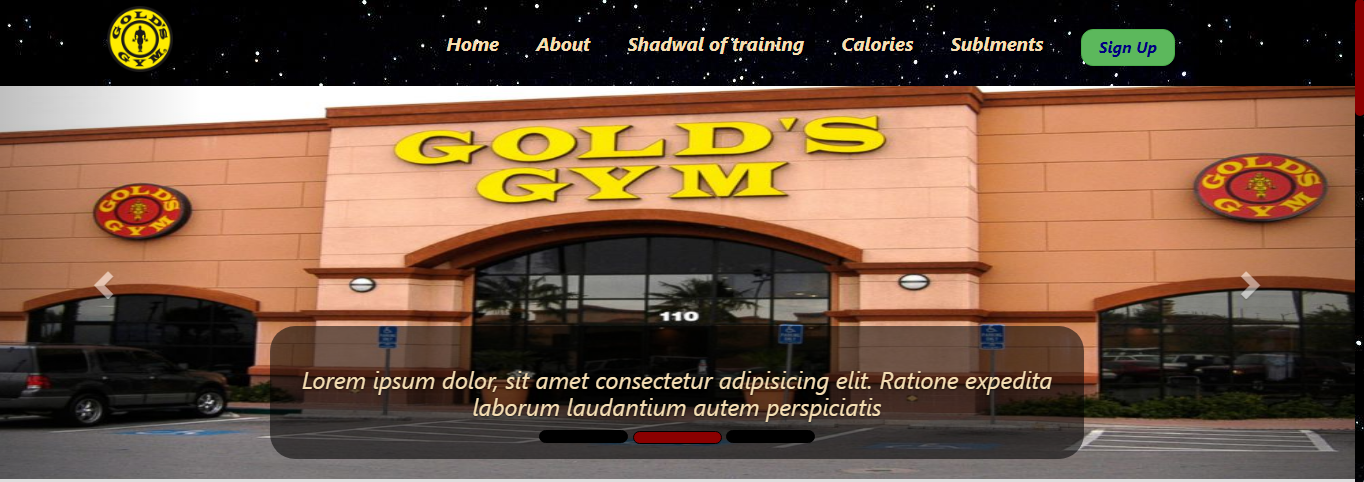 GOLD'S
GYM
Home About Shadwal of training Calories Sublments Sign Up
GOLD'S
GYM
GOLD'S
GYM
GOLD'S
GYM
110
Lorem ipsum dolor, sit amet consectetur adipisicing elit. Ratione expedita
laborum laudantium autem perspiciatis